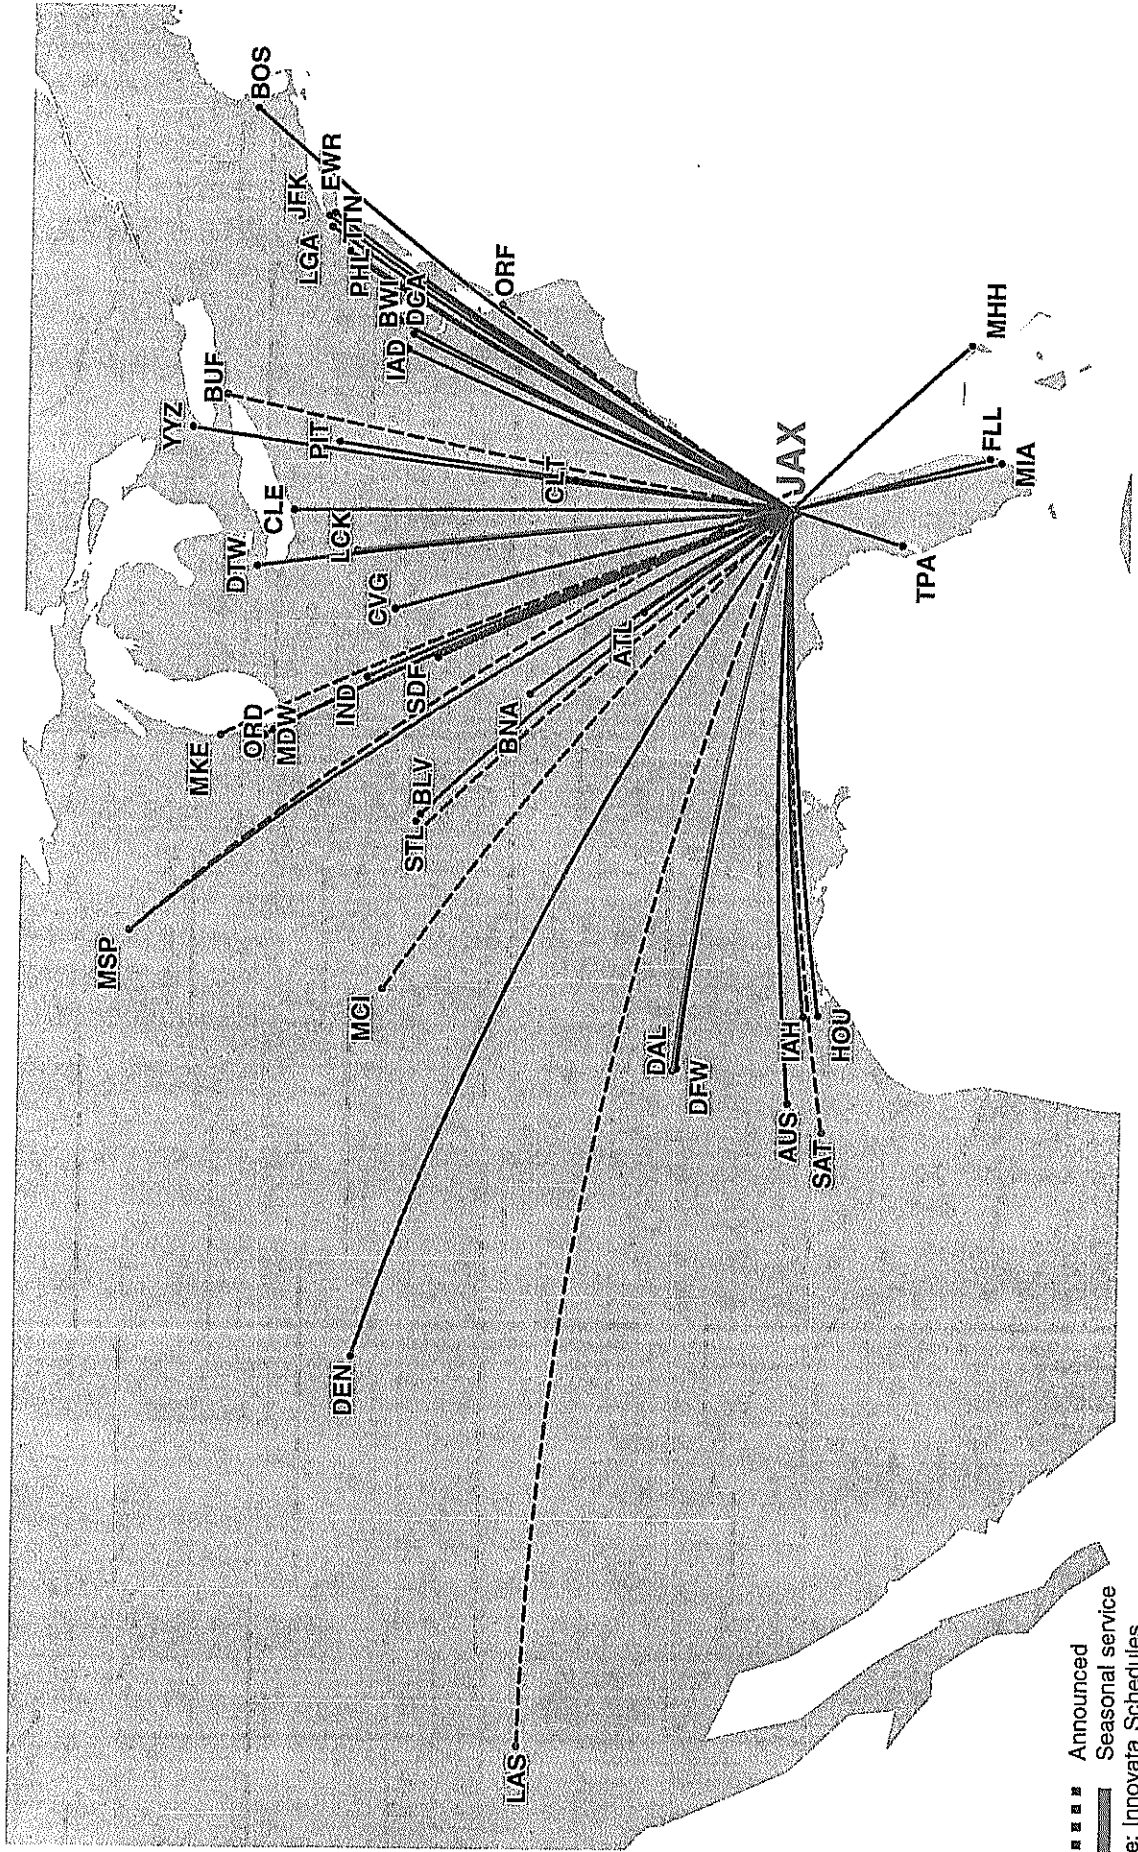 MSP
MKE
ORD
MDW
DTW
YYZ
BUF
CLE
BOS
JFK
LGA
EWR
TTN
PHL
BWI
DCA
IAD
PIT
LCK
CVG
IND
SDF
ORF
STL
BLV
MCI
DEN
BNA
CLT
ATL
LAS
DAL
DFW
JAX
AUS
IAH
HOU
SAT
TPA
FLL
MIA
MHH
Announced
Seasonal service
e: Innovata Schedules